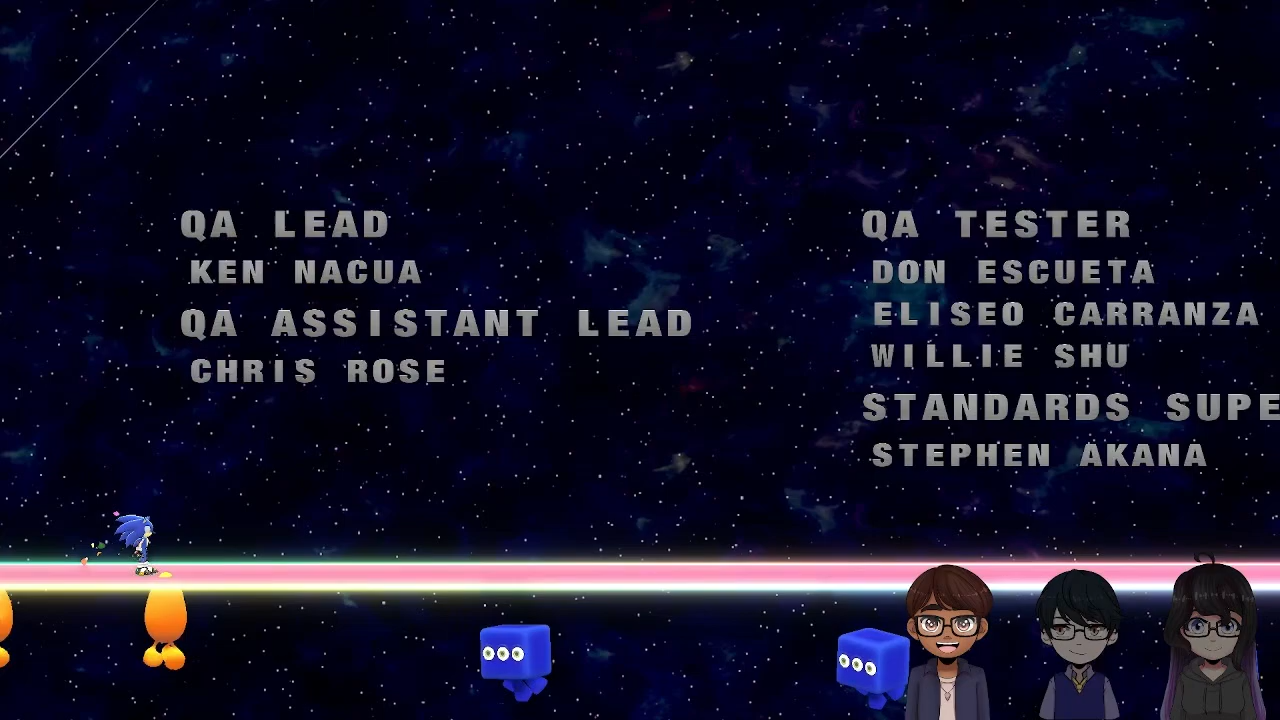 QA LEAD
KEN NACUA
QA ASSISTANT LEAD
CHRIS ROSE
QA TESTER
DON ESCUETA
ELISEO CARRANZA
WILLIE SHU
STANDARDS SUPE
STEPHEN AKANA